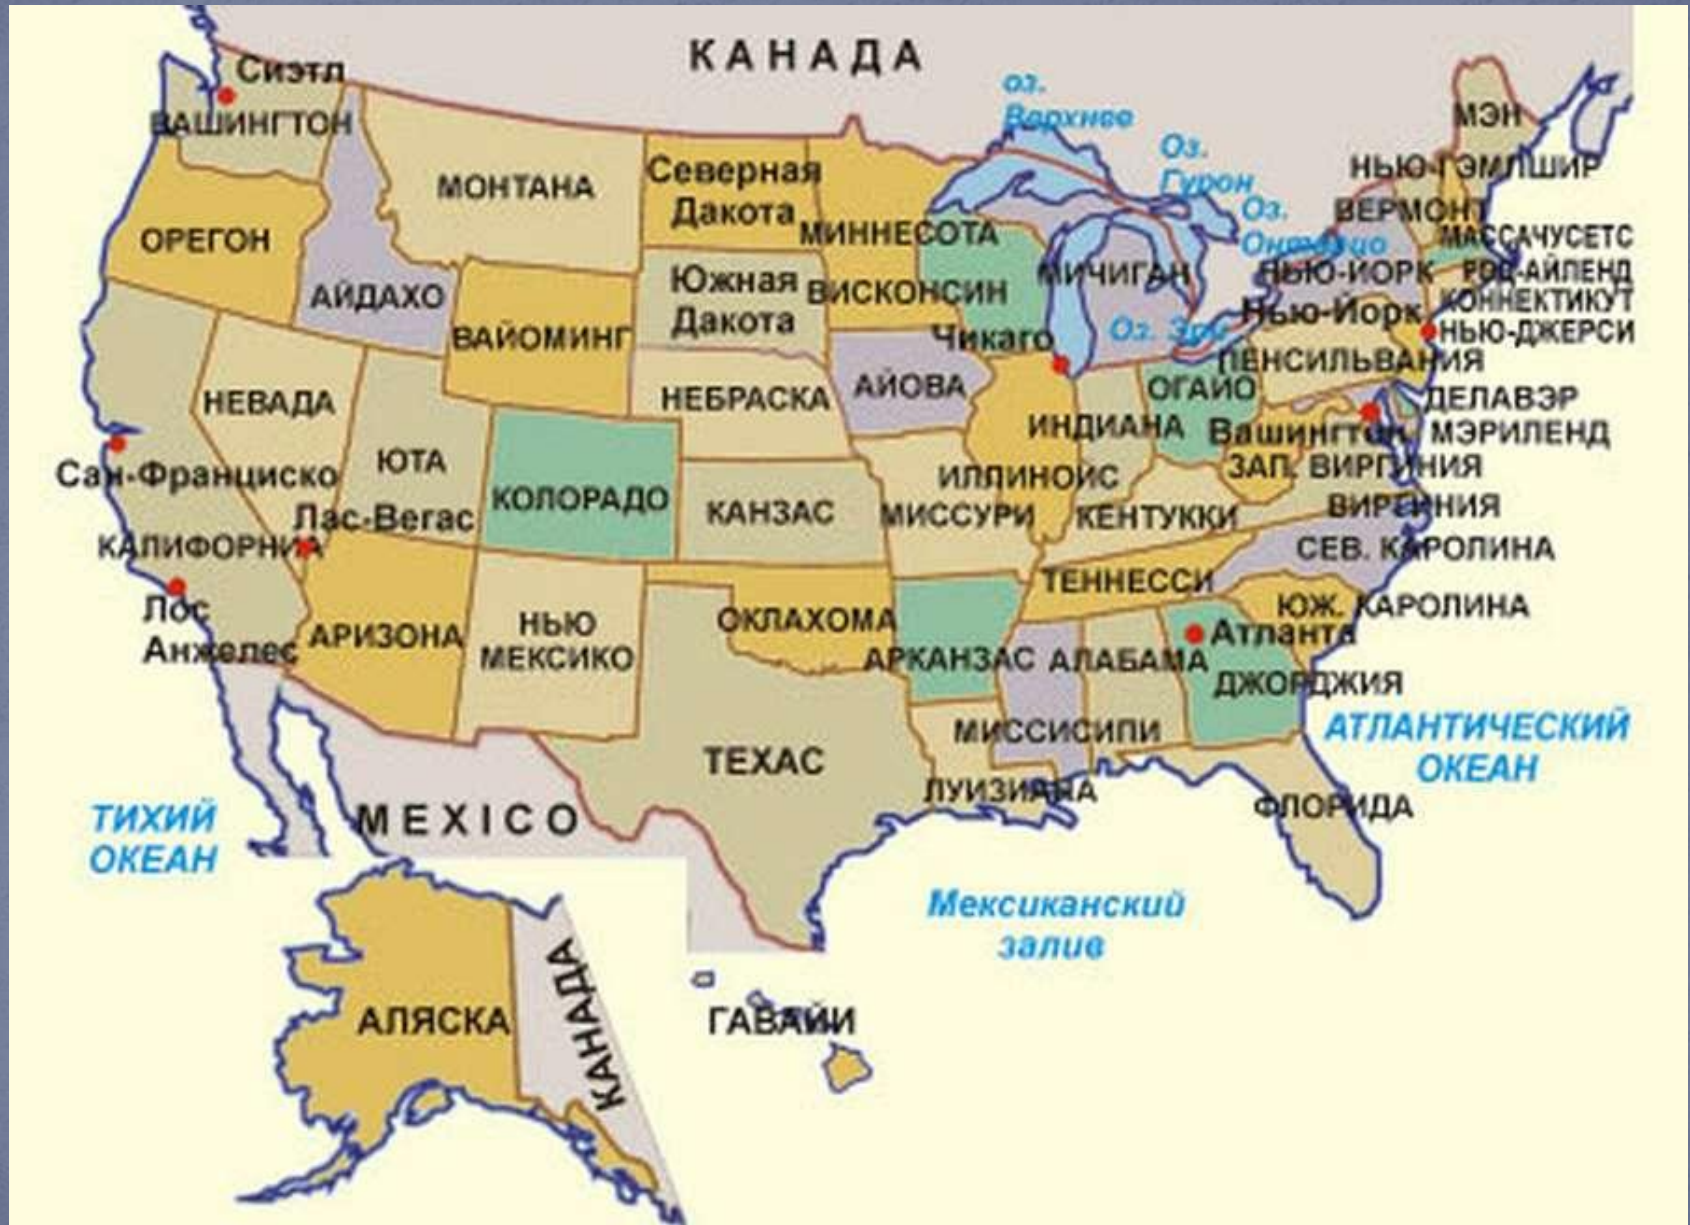 КАНАДА
Сиэтл
ВАШИНГТОН
оз.
Верхнее
Оз.
Гурон
Оз.
Онтарио
МЭН
НЬЮ-ГЭМПШИР
ВЕРМОНТ
МАССАЧУСЕТС
МОНТАНА
Северная
Дакота
МИННЕСОТА
ОРЕГОН
АЙДАХО
Южная
Дакота
ВИСКОНСИН
МИЧИГАН
НЬЮ-ЙОРК
РОД-АЙЛЕНД
КОННЕКТИКУТ
Нью-Йорк
НЬЮ-ДЖЕРСИ
ВАЙОМИНГ
Чикаго
Оз. Эри
ПЕНСИЛЬВАНИЯ
НЕВАДА
НЕБРАСКА
АЙОВА
ОГАЙО
ДЕЛАВЭР
ИНДИАНА
Вашингтон
МЭРИЛЕНД
Сан-Франциско
ЮТА
КОЛОРАДО
ИЛЛИНОИС
ЗАП. ВИРГИНИЯ
Лас-Вегас
КАНЗАС
МИССУРИ
КЕНТУККИ
ВИРГИНИЯ
КАЛИФОРНИЯ
СЕВ. КАРОЛИНА
ТЕННЕССИ
Лос
Анжелес
АРИЗОНА
НЬЮ
МЕКСИКО
ОКЛАХОМА
ЮЖ. КАРОЛИНА
АРКАНЗАС
АЛАБАМА
Атланта
ДЖОРДЖИЯ
МИССИСИПИ
АТЛАНТИЧЕСКИЙ
ОКЕАН
ТЕХАС
ЛУИЗИАНА
ФЛОРИДА
ТИХИЙ
ОКЕАН
MEXICO
Мексиканский
залив
АЛЯСКА
КАНАДА
ГАВАЙИ